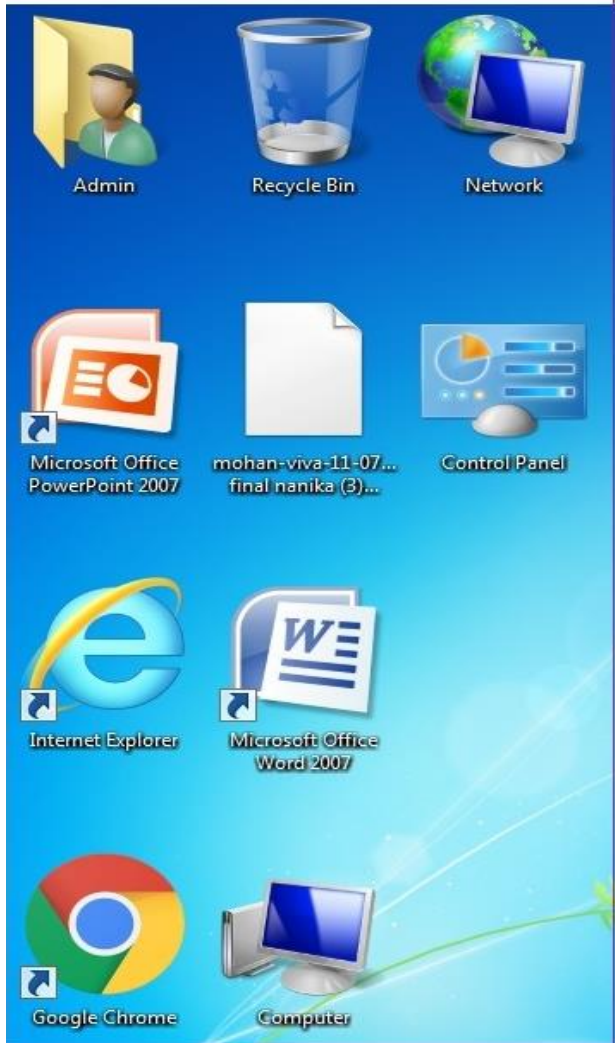 Admin
Recycle Bin
Network
Microsoft Office
PowerPoint 2007
mohan-viva-11-07...
final nanika (3)...
Control Panel
Internet Explorer
Microsoft Office
Word 2007
Google Chrome
Computer